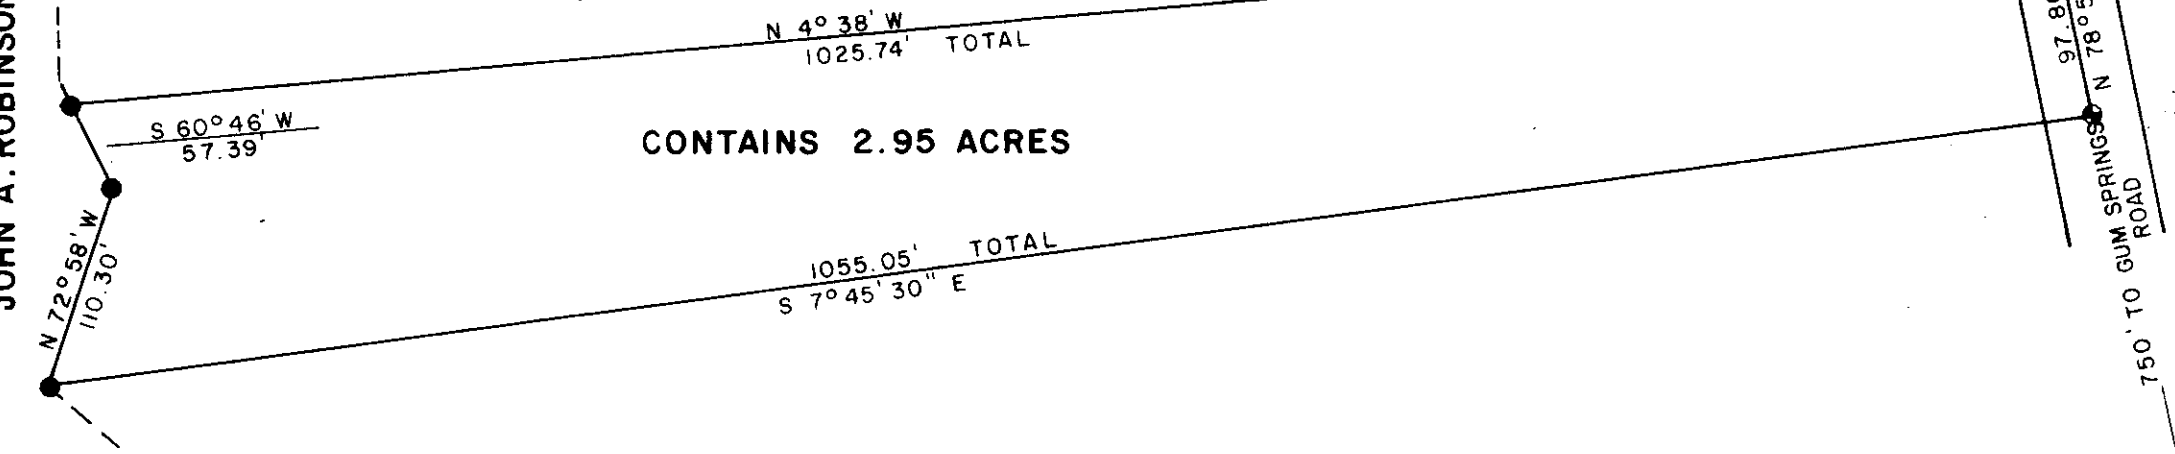 JOHN A. ROBINSON
N 4° 38' W
1025.74' TOTAL
S 60° 46' W
57.39'
CONTAINS 2.95 ACRES
N 72° 58' W
110.30'
1055.05' TOTAL
S 7° 45' 30" E
97.8
N 78° 5
750' TO GUM SPRINGS
ROAD